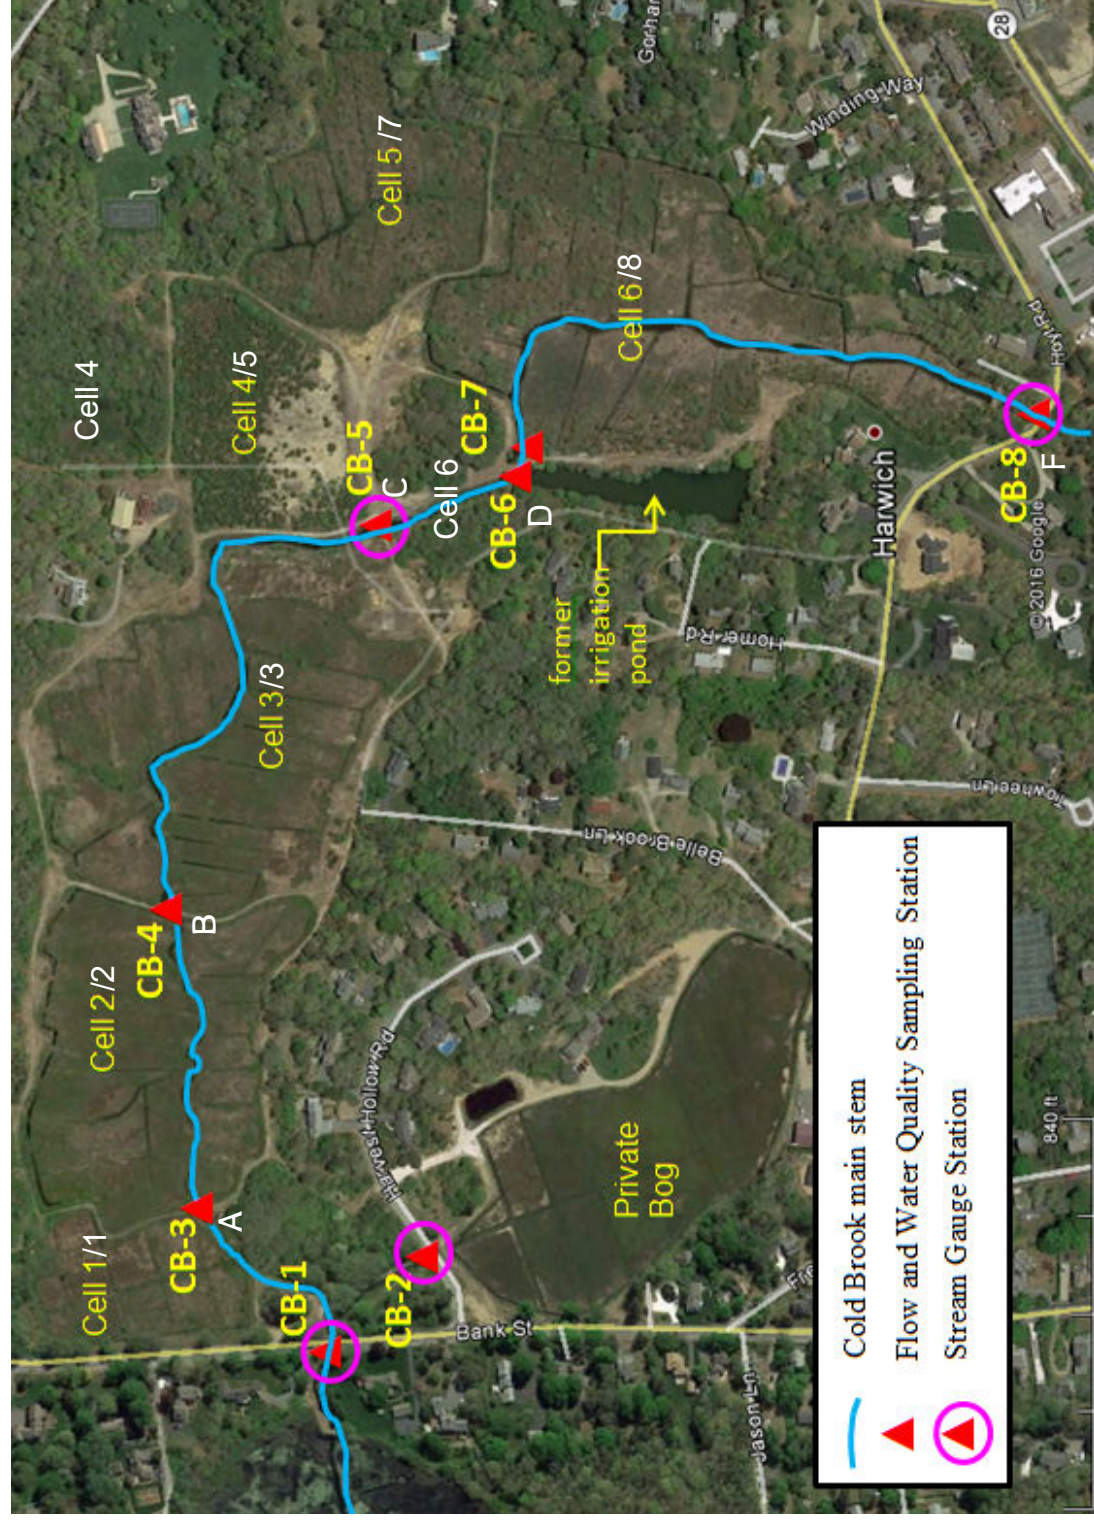 Gorhar
28
Winding Way
Cell 5/7
Cell 4
Cell 4/5
Cell 6/8
Hoyt Rd
CB-7
CB-5
C
Cell 6
CB-6
D
CB-8
F
Harwich
©2016 Google
former
irrigation
pond
Homer Rd
Cell 3/3
Towhee Ln
Belle Brook Ln
CB-4
B
Cell 2/2
Harvest Hollow Rd
Private
Bog
CB-3
A
Cell 1/1
CB-1
CB-2
Bank St
Fre
Jason Ln
840 ft
Cold Brook main stem
Flow and Water Quality Sampling Station
Stream Gauge Station